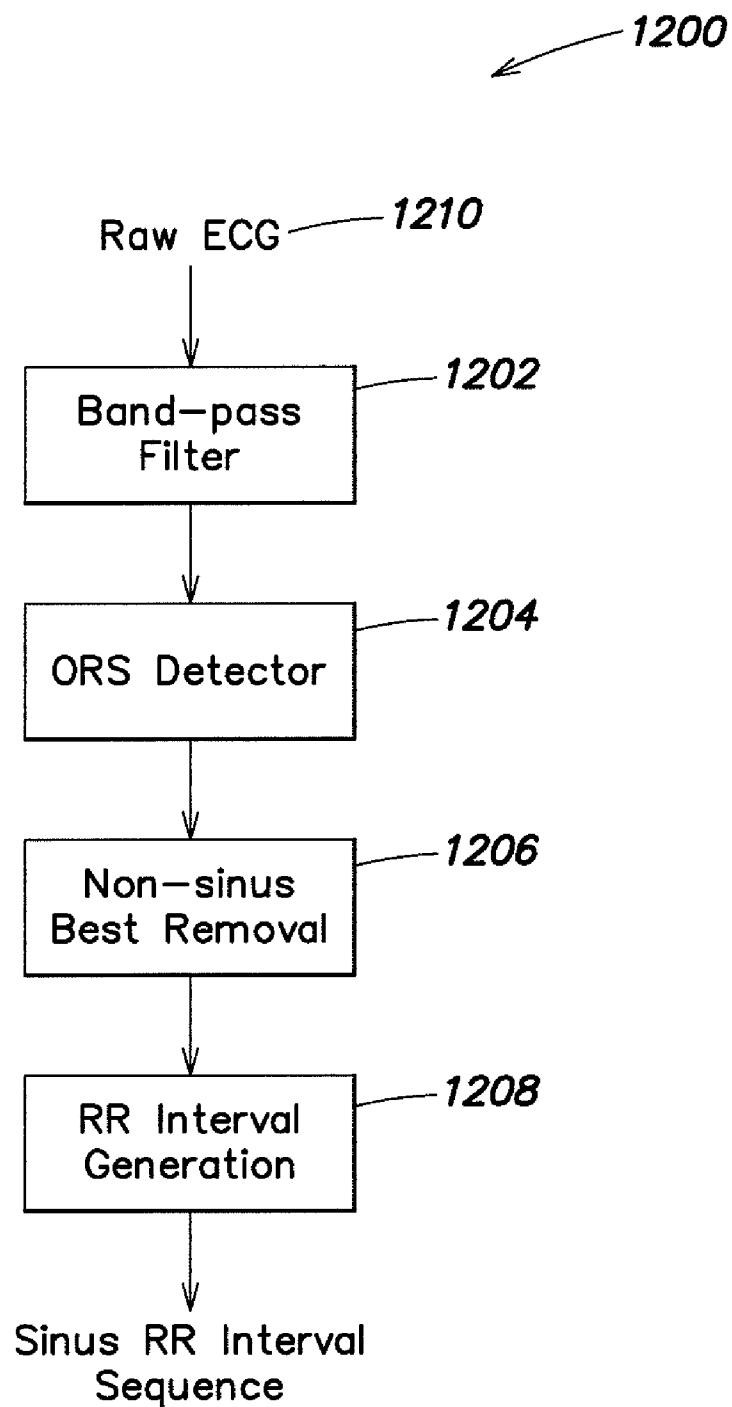 1200
Raw ECG
1210
1202
Band-pass
Filter
1204
ORS Detector
1206
Non-sinus
Best Removal
1208
RR Interval
Generation
Sinus RR Interval
Sequence